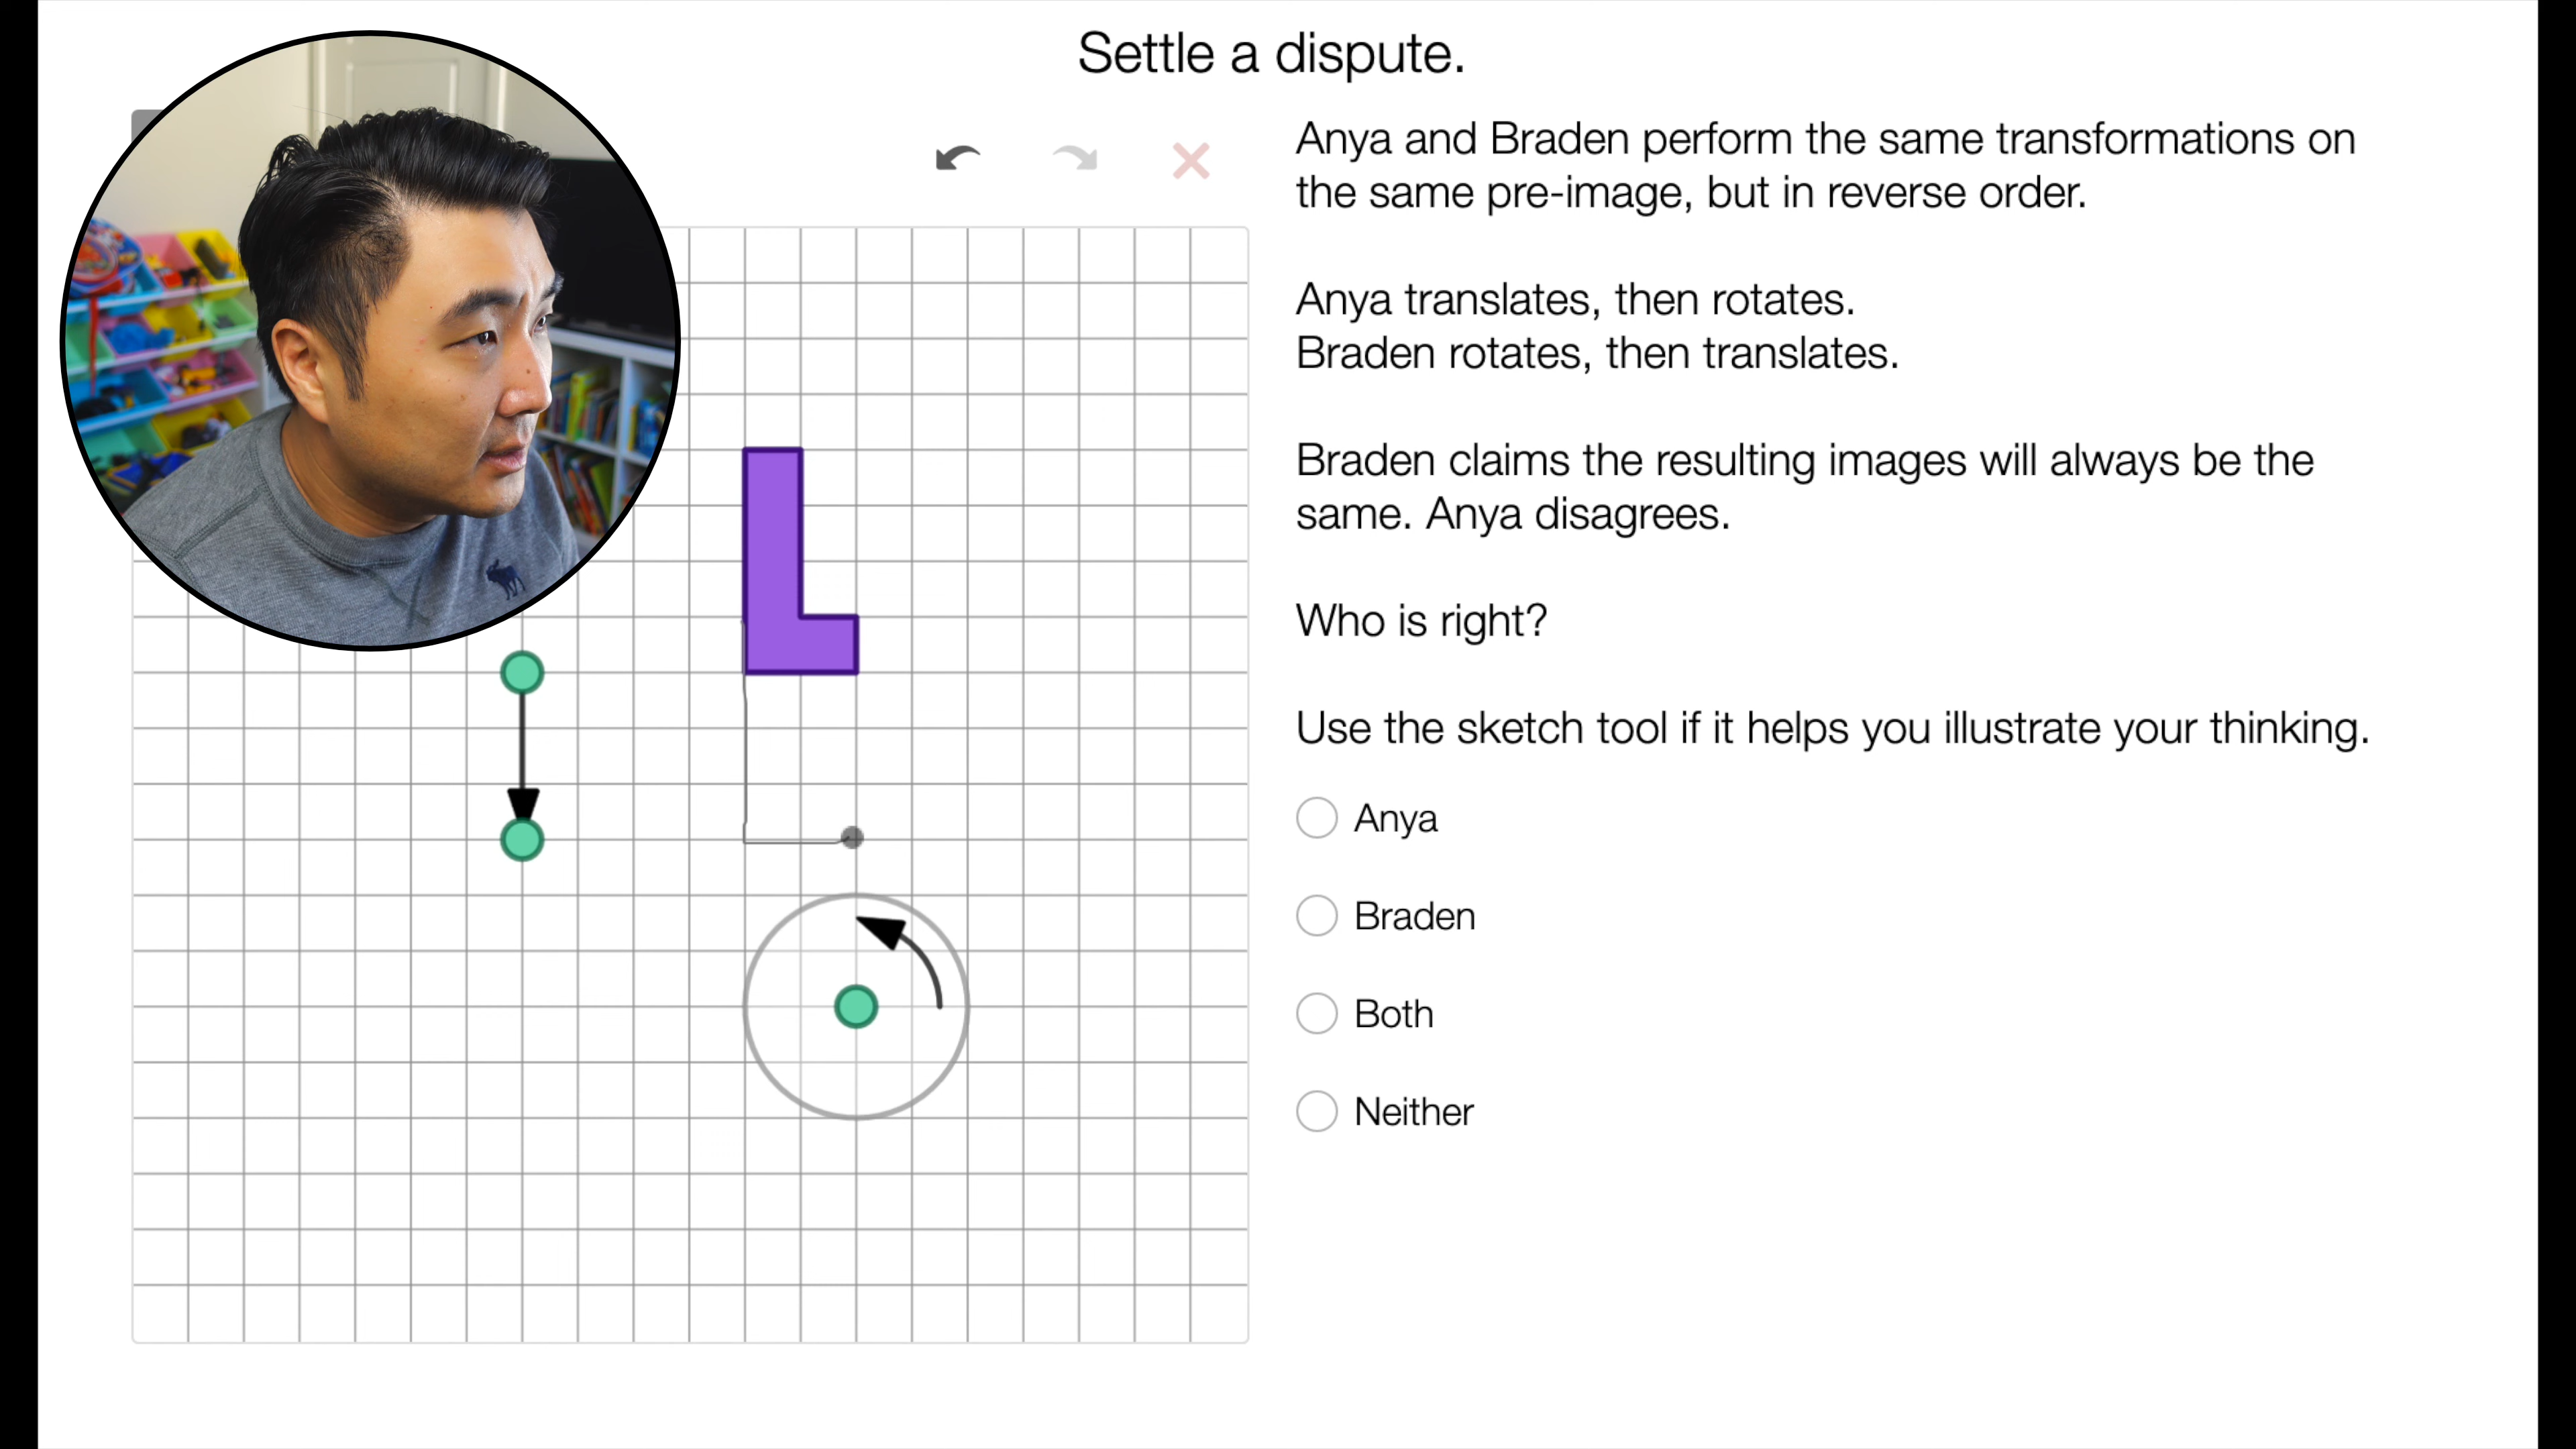 Settle a dispute.
Anya and Braden perform the same transformations on
the same pre-image, but in reverse order.
Anya translates, then rotates.
Braden rotates, then translates.
Braden claims the resulting images will always be the
same. Anya disagrees.
Who is right?
Use the sketch tool if it helps you illustrate your thinking.
Anya
Braden
Both
Neither